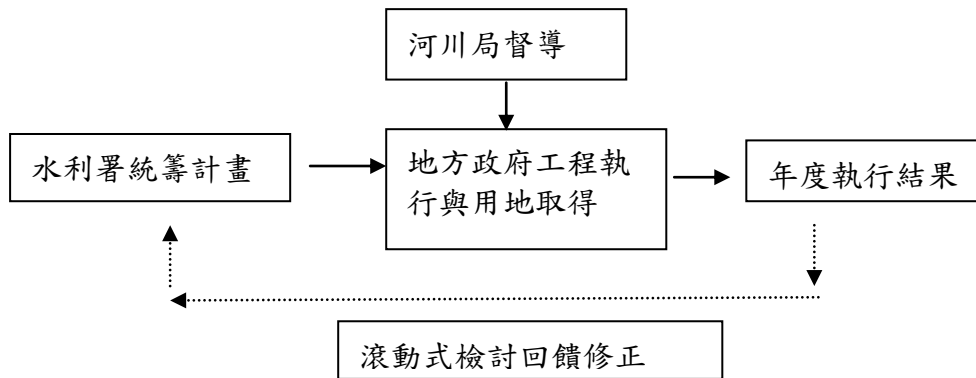 河川局督導
水利署統籌計畫
地方政府工程執
行與用地取得
年度執行結果
滾動式檢討回饋修正